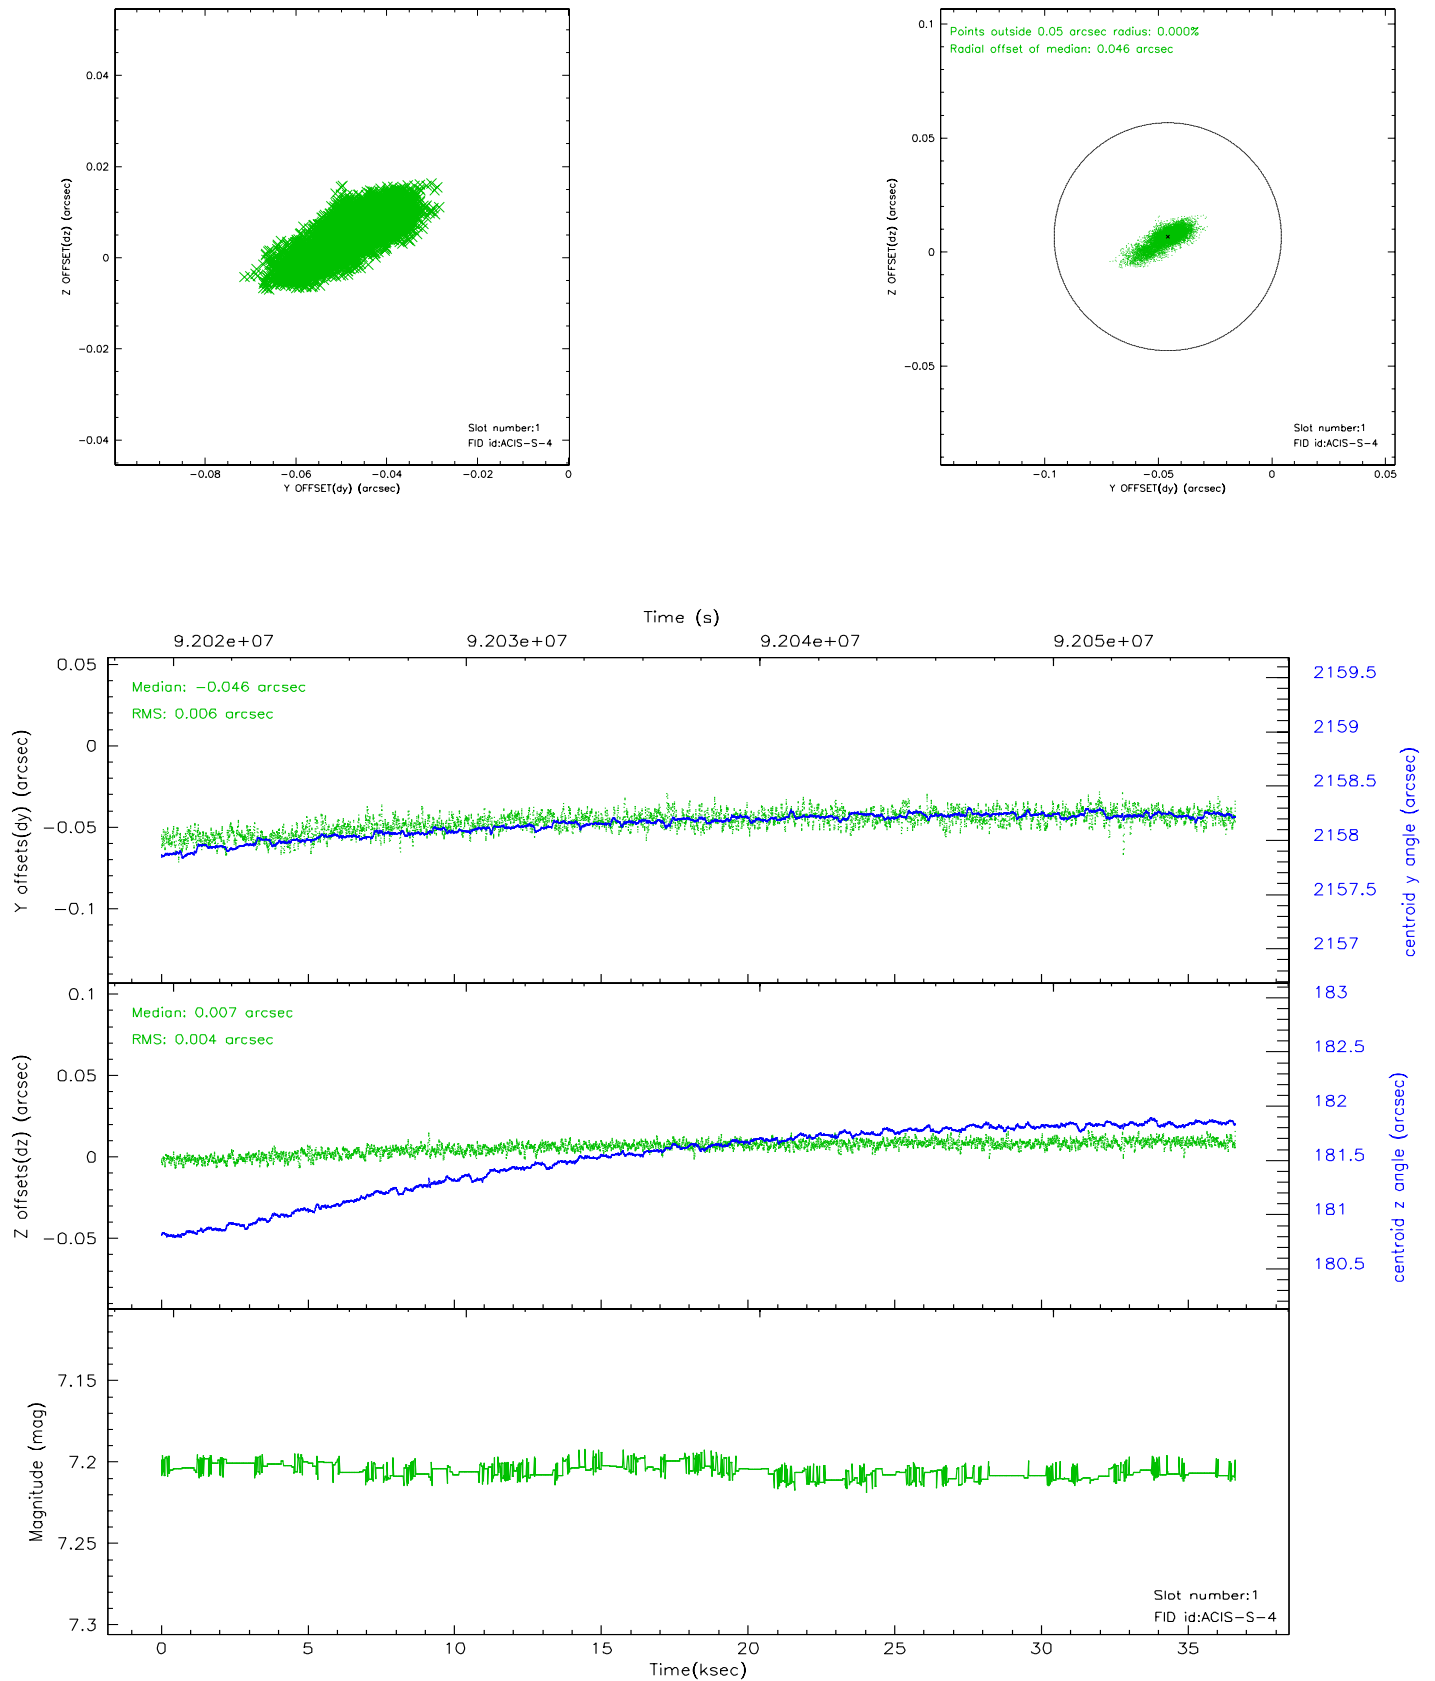 0.04
0.02
0
-0.02
-0.04
Z OFFSET(dz) (arcsec)
Slot number:1
FID id:ACIS-S-4
-0.08
-0.06
-0.04
-0.02
0
Y OFFSET(dy) (arcsec)
0.1
0.05
0
-0.05
Z OFFSET(dz) (arcsec)
Points outside 0.05 arcsec radius: 0.000%
Radial offset of median: 0.046 arcsec
Slot number:1
FID id:ACIS-S-4
-0.1
-0.05
0
0.05
Y OFFSET(dy) (arcsec)
Time (s)
9.202e+07
9.203e+07
9.204e+07
9.205e+07
0.05
0
-0.05
-0.1
Y offsets(dy) (arcsec)
Median: -0.046 arcsec
RMS: 0.006 arcsec
2159.5
2159
2158.5
2158
2157.5
2157
centroid y angle (arcsec)
0.1
0.05
0
-0.05
Z offsets(dz) (arcsec)
Median: 0.007 arcsec
RMS: 0.004 arcsec
183
182.5
182
181.5
181
180.5
centroid z angle (arcsec)
7.15
7.2
7.25
7.3
Magnitude (mag)
Slot number:1
FID id:ACIS-S-4
0
5
10
15
20
25
30
35
Time(ksec)